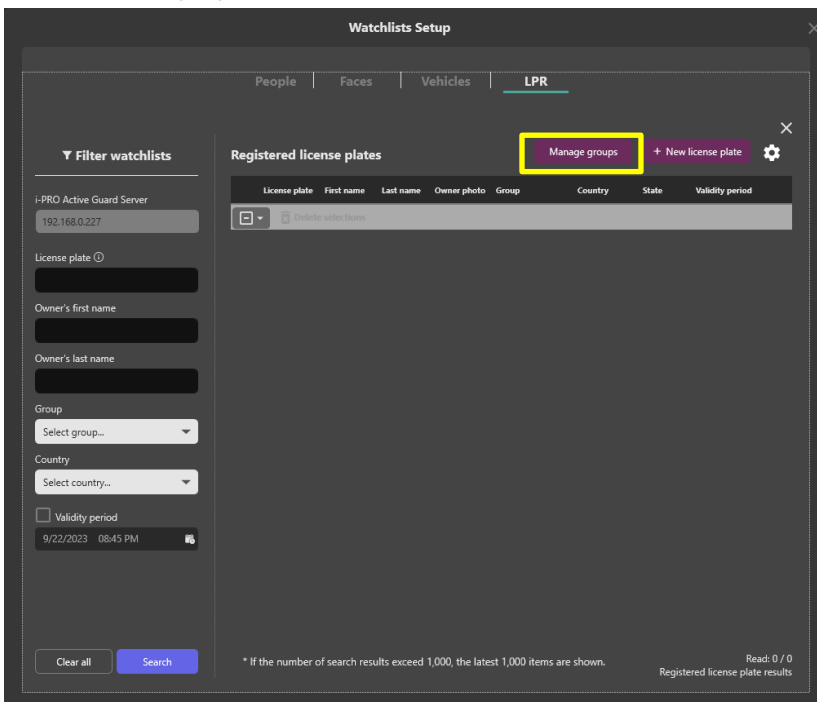 Watchlists Setup
People
Faces
Vehicles
LPR
Filter watchlists
Registered license plates
Manage groups
+ New license plate
License plate First name Last name Owner photo Group Country State Validity period
Delete selections
i-PRO Active Guard Server
192.168.0.227
License plate
Owner's first name
Owner's last name
Group
Select group...
Country
Select country...
Validity period
9/22/2023 08:45 PM
Clear all
Search
* If the number of search results exceed 1,000, the latest 1,000 items are shown.
Read: 0 / 0
Registered license plate results